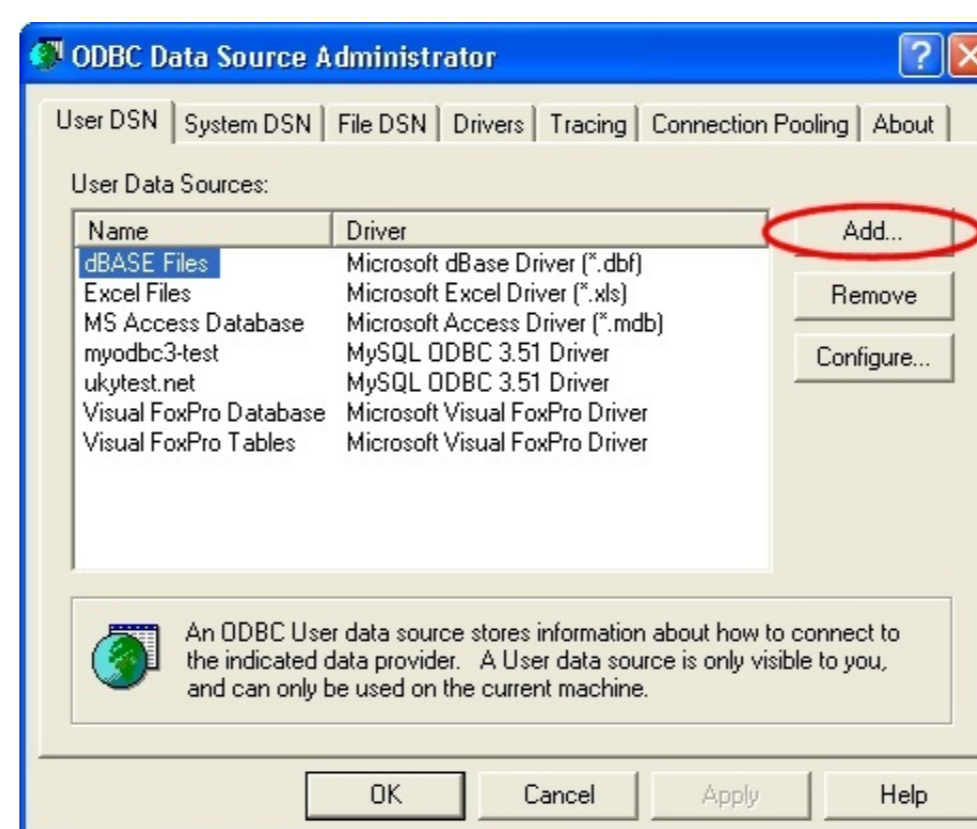 ODBC Data Source Administrator
User DSN System DSN File DSN Drivers Tracing Connection Pooling About
User Data Sources:
Name Driver
Add...
dBASE Files Microsoft dBase Driver (*.dbf)
Excel Files Microsoft Excel Driver (*.xls)
Remove
MS Access Database Microsoft Access Driver (*.mdb)
myodbc3-test MySQL ODBC 3.51 Driver
Configure...
ukytest.net MySQL ODBC 3.51 Driver
Visual FoxPro Database Microsoft Visual FoxPro Driver
Visual FoxPro Tables Microsoft Visual FoxPro Driver
An ODBC User data source stores information about how to connect to
the indicated data provider. A User data source is only visible to you,
and can only be used on the current machine.
OK Cancel Apply Help